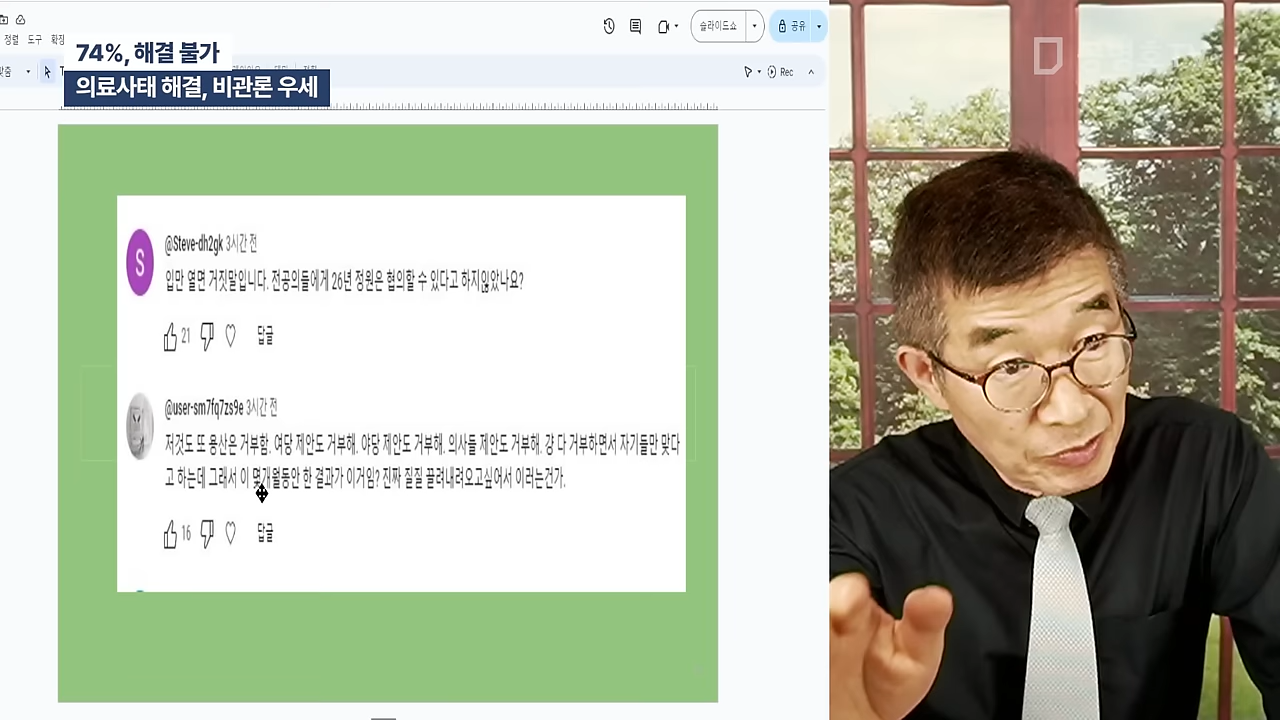 정렬 도구 확장
슬라이드쇼
공유
74%, 해결 불가
의료사태 해결, 비관론 우세
Rec
S
@Steve-dh2gk 3시간 전
입만 열면 거짓말입니다. 전공의들에게 26년 정원은 협의할 수 있다고 하지잃았나요?
21 답글
@user-sm7fq7zs9e 3시간 전
저것도 또 용산은 거부함. 여당 제안도 거부해. 야당 제안도 거부해. 의사들 제안도 거부해. 걍 다 거부하면서 자기들만 맞다
고 하는데 그래서 이 몇개월동안 한 결과가 이거임? 진짜 질질 끌려내려오고싶어서 이러는건가.
16 답글